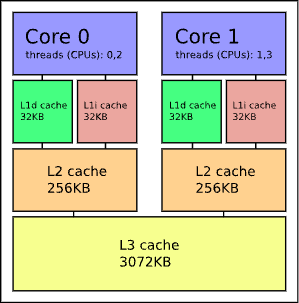 Core 0
threads (CPUs): 0,2
Core 1
threads (CPUs): 1,3
L1d cache
32KB
L1i cache
32KB
L1d cache
32KB
L1i cache
32KB
L2 cache
256KB
L2 cache
256KB
L3 cache
3072KB